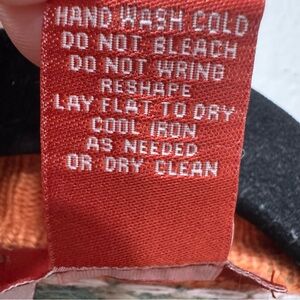 HAND WASH COLD
DO NOT BLEACH
DO NOT WRING
RESHAPE
LAY FLAT TO DRY
COOL IRON
AS NEEDED
OR DRY CLEAN